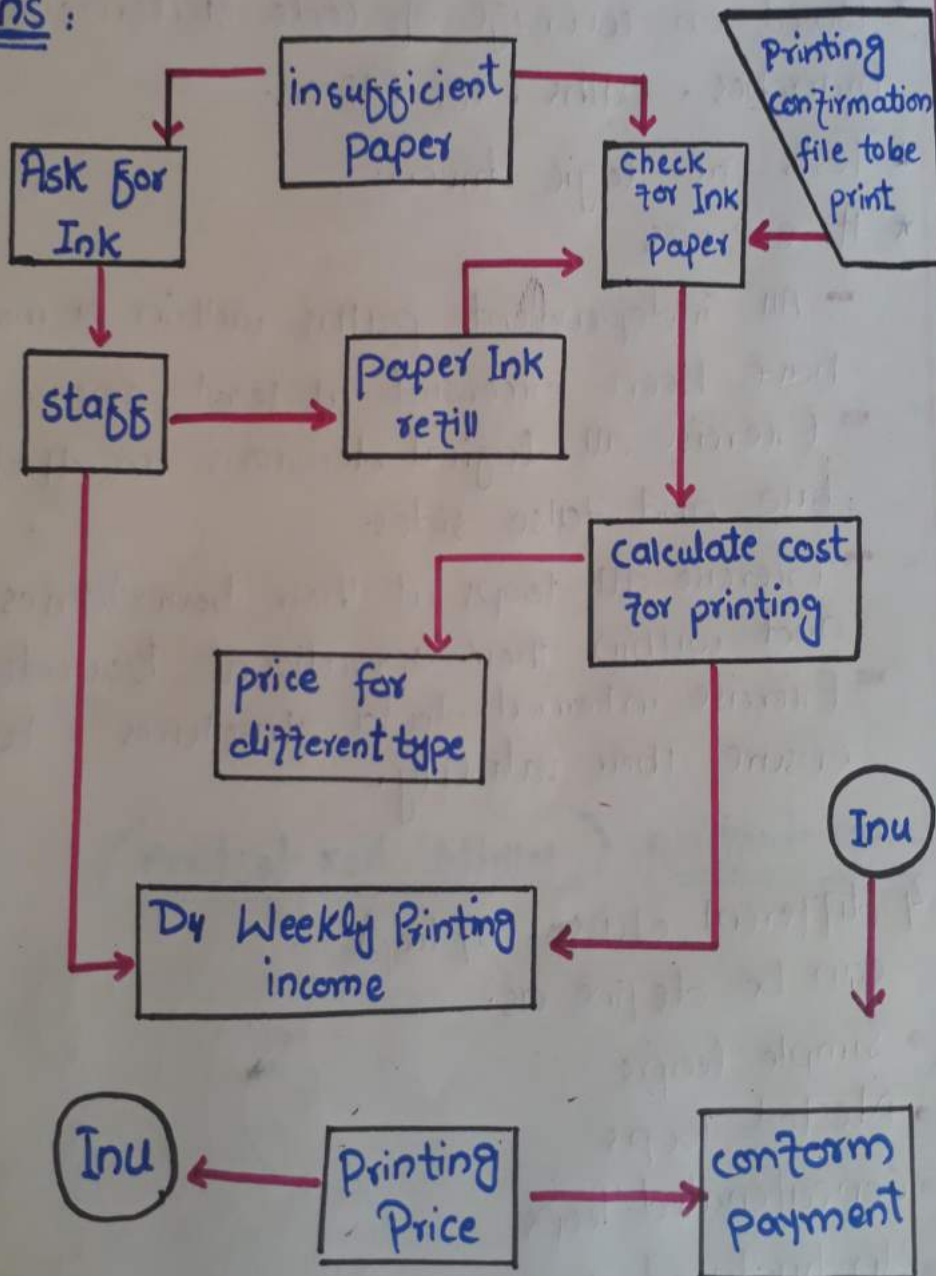 ns :
insufficient
paper
Printing
confirmation
file tobe
print
Ask for
Ink
check
for Ink
paper
staff
paper Ink
refill
calculate cost
for printing
price for
different type
Inu
D4 Weekly Printing
income
Inu
Printing
Price
conform
payment